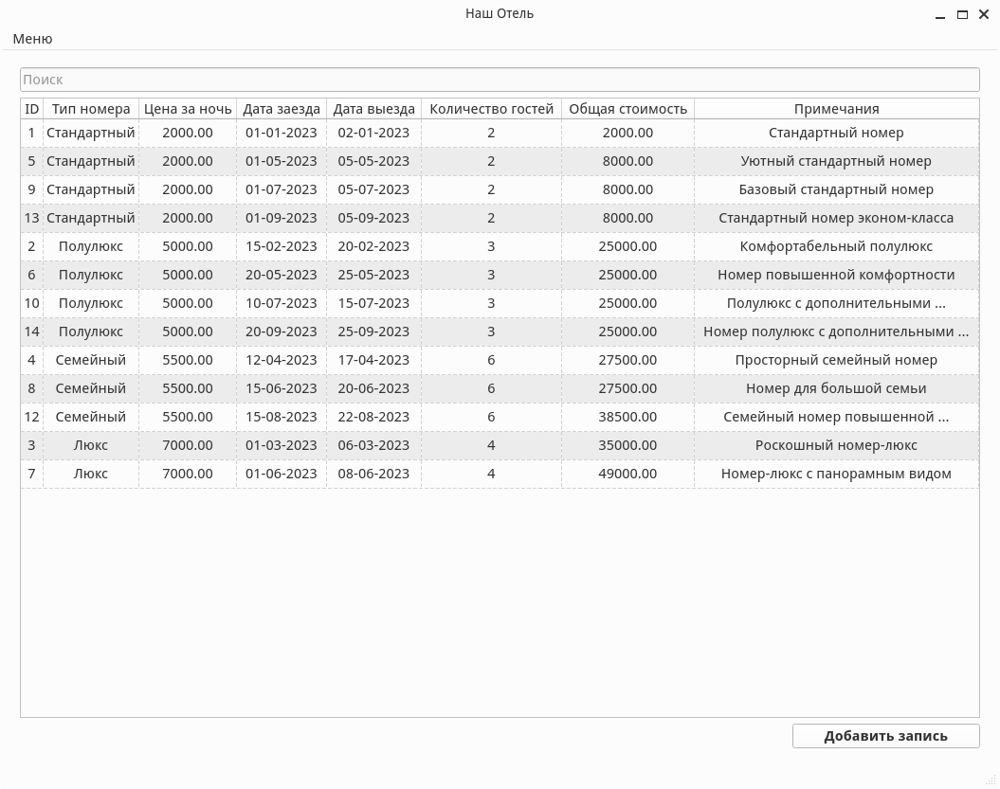 Наш Отель
Меню
Поиск
ID Тип номера Цена за ночь Дата заезда Дата выезда Количество гостей Общая стоимость Примечания
1 Стандартный 2000.00 01-01-2023 02-01-2023 2 2000.00 Стандартный номер
5 Стандартный 2000.00 01-05-2023 05-05-2023 2 8000.00 Уютный стандартный номер
9 Стандартный 2000.00 01-07-2023 05-07-2023 2 8000.00 Базовый стандартный номер
13 Стандартный 2000.00 01-09-2023 05-09-2023 2 8000.00 Стандартный номер эконом-класса
2 Полулюкс 5000.00 15-02-2023 20-02-2023 3 25000.00 Комфортабельный полулюкс
6 Полулюкс 5000.00 20-05-2023 25-05-2023 3 25000.00 Номер повышенной комфортности
10 Полулюкс 5000.00 10-07-2023 15-07-2023 3 25000.00 Полулюкс с дополнительными ...
14 Полулюкс 5000.00 20-09-2023 25-09-2023 3 25000.00 Номер полулюкс с дополнительными ...
4 Семейный 5500.00 12-04-2023 17-04-2023 6 27500.00 Просторный семейный номер
8 Семейный 5500.00 15-06-2023 20-06-2023 6 27500.00 Номер для большой семьи
12 Семейный 5500.00 15-08-2023 22-08-2023 6 38500.00 Семейный номер повышенной ...
3 Люкс 7000.00 01-03-2023 06-03-2023 4 35000.00 Роскошный номер-люкс
7 Люкс 7000.00 01-06-2023 08-06-2023 4 49000.00 Номер-люкс с панорамным видом
Добавить запись